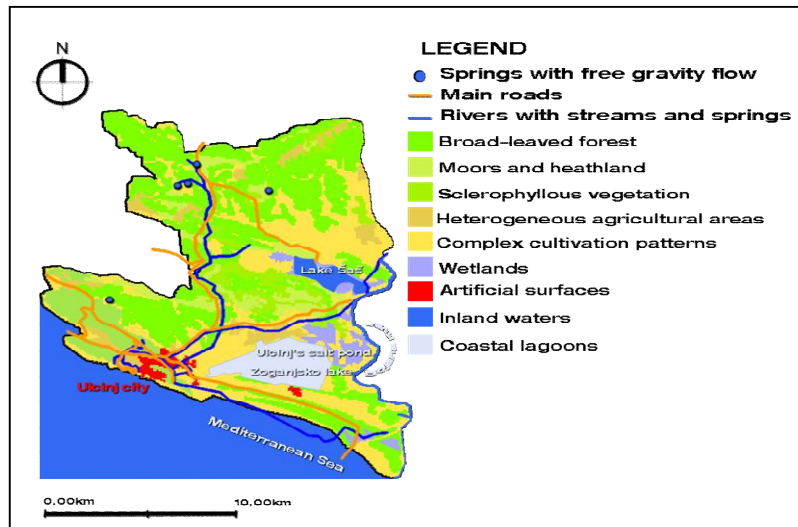 N
LEGEND
Springs with free gravity flow
Main roads
Rivers with streams and springs
Broad-leaved forest
Moors and heathland
Sclerophyllous vegetation
Heterogeneous agricultural areas
Complex cultivation patterns
Wetlands
Artificial surfaces
Inland waters
Coastal lagoons
Lake Šas
Ulcinj's salt pond
Zoganjsko lake
Ulcinj city
Mediterranean Sea
0,00km 10,00km